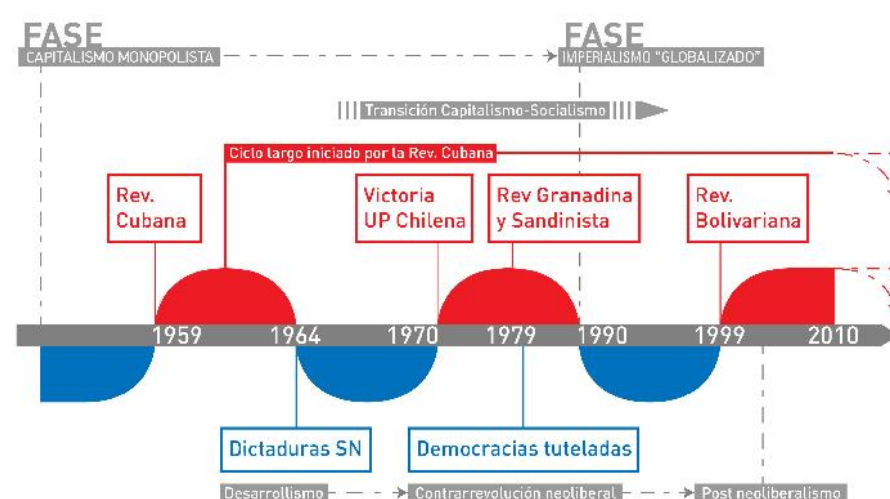 FASE
CAPITALISMO MONOPOLISTA
FASE
IMPERIALISMO "GLOBALIZADO"
Transición Capitalismo-Socialismo
Ciclo largo iniciado por la Rev. Cubana
Rev.
Cubana
Victoria
UP Chilena
Rev Granadina
y Sandinista
Rev.
Bolivariana
1959
1964
1970
1979
1990
1999
2010
Dictaduras SN
Democracias tuteladas
Desarrollismo
Contrarrevolución neoliberal
Post neoliberalismo